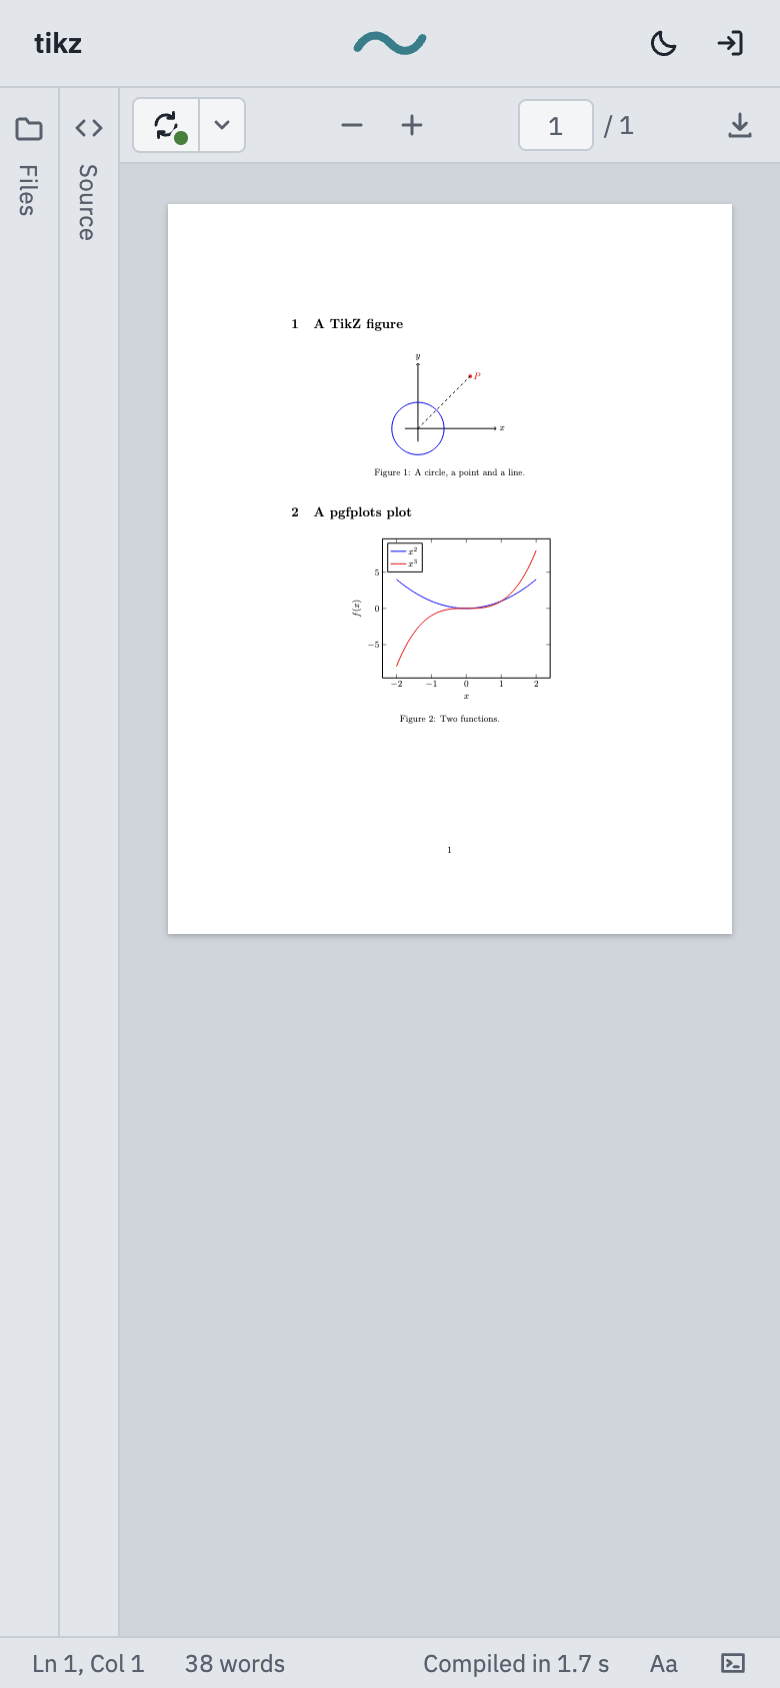 tikz
Files
Source
1 / 1
1 A TikZ figure
y
P
x
Figure 1: A circle, a point and a line.
2 A pgfplots plot
x²
x³
5
0
−5
f(x)
−2 −1 0 1 2
x
Figure 2: Two functions.
1
Ln 1, Col 1 38 words Compiled in 1.7 s Aa